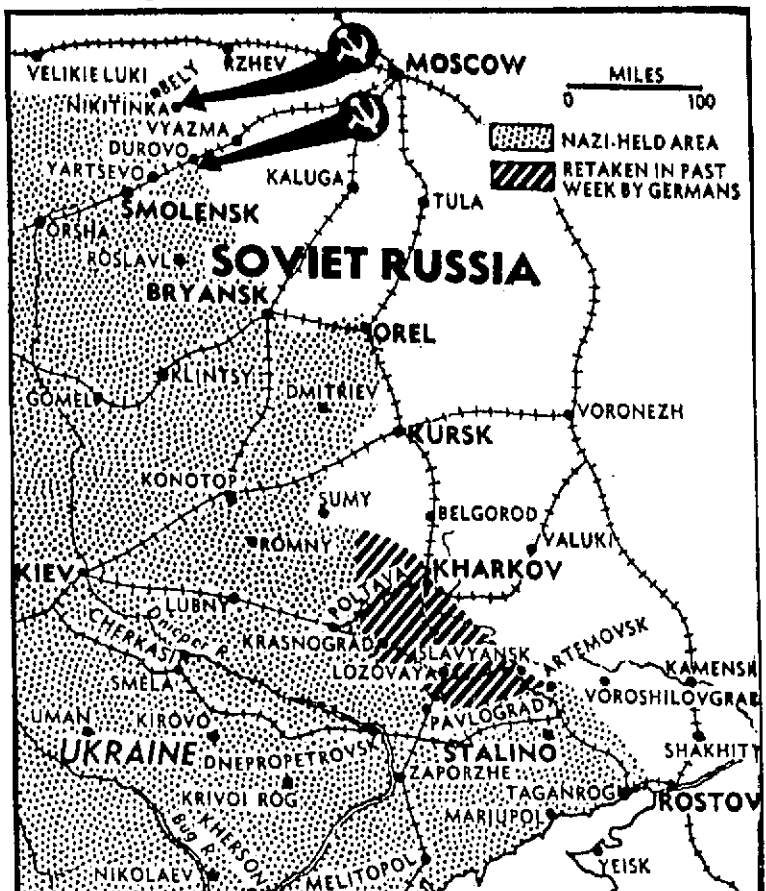 MOSCOW
VELIKIE LUKI
RZHEV
BELY
NIKITINKA
VYAZMA
DUROVO
YARTSEVO
SMOLENSK
ORSHA
ROSLAVL
KALUGA
TULA
MILES
0 100
NAZI-HELD AREA
RETAKEN IN PAST
WEEK BY GERMANS
SOVIET RUSSIA
BRYANSK
OREL
KLINTSY
GOMEL
DMITRIEV
KURSK
VORONEZH
KONOTOP
SUMY
BELGOROD
ROMNY
VALUKI
KIEV
KHARKOV
LUBNY
POLTAVA
Dnieper R.
CHERKASI
KRASNOGRAD
SLAVYANSK
ARTEMOVSK
LOZOVAYA
KAMENSK
SMELA
VOROSHILOVGRAD
PAVLOGRAD
UMAN
KIROVO
UKRAINE
DNEPROPETROVSK
STALINO
SHAKHITY
ZAPORZHE
KRIVOI ROG
TAGANROG
ROSTOV
MARIUPOL
KHERSON
Bug R.
NIKOLAEV
MELITOPOL
YEISK